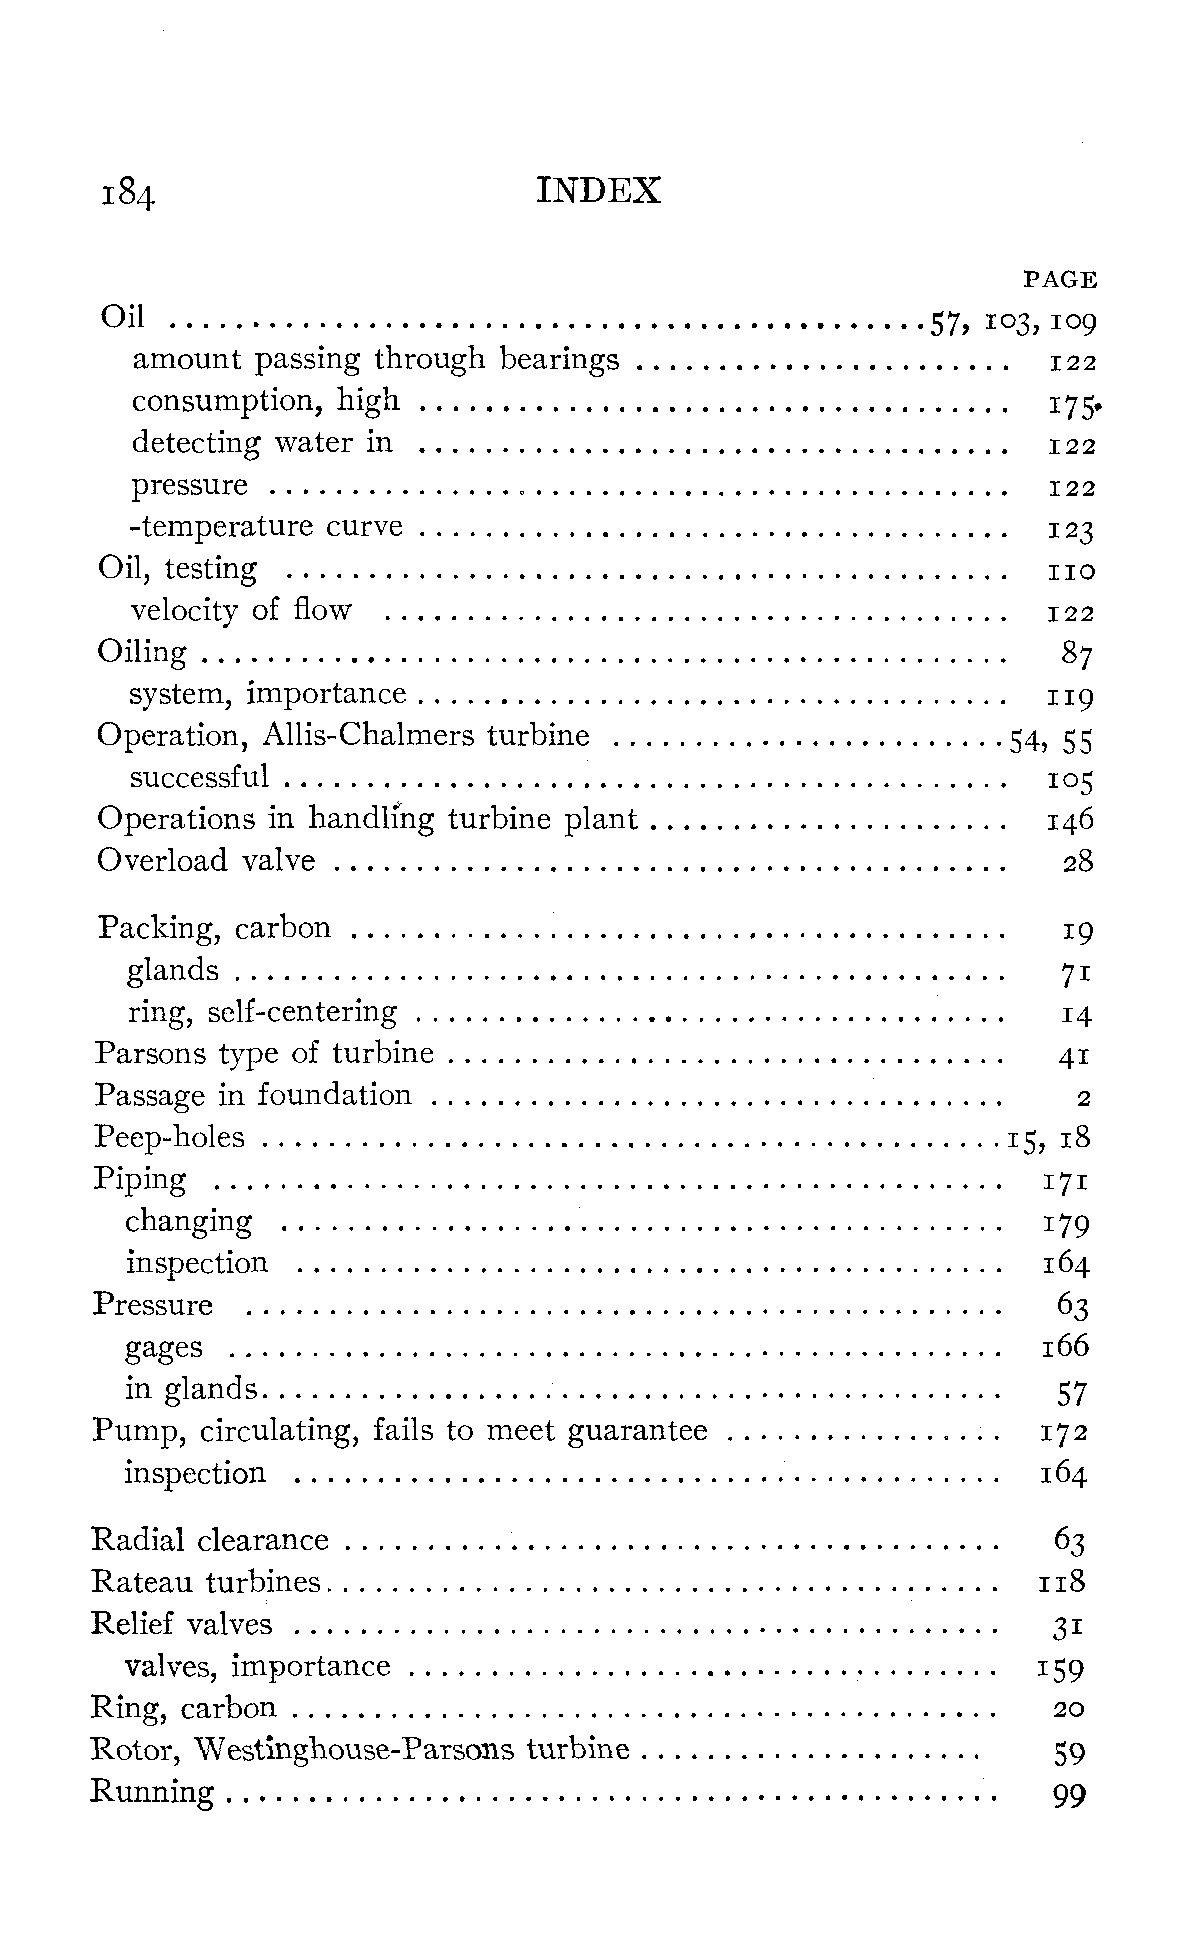 184 INDEX
PAGE
Oil ..............................................57, 103, 109
amount passing through bearings ....................... 122
consumption, high .................................... 175
detecting water in .................................... 122
pressure ............................................. 122
-temperature curve .................................... 123
Oil, testing ............................................ 110
velocity of flow ...................................... 122
Oiling ................................................. 87
system, importance .................................... 119
Operation, Allis-Chalmers turbine ........................54, 55
successful ............................................ 105
Operations in handling turbine plant ...................... 146
Overload valve ......................................... 28
Packing, carbon ........................................ 19
glands ............................................... 71
ring, self-centering .................................... 14
Parsons type of turbine .................................. 41
Passage in foundation ................................... 2
Peep-holes .............................................15, 18
Piping ................................................ 171
changing ............................................ 179
inspection ........................................... 164
Pressure .............................................. 63
gages ............................................... 166
in glands............................................. 57
Pump, circulating, fails to meet guarantee ................. 172
inspection ........................................... 164
Radial clearance ........................................ 63
Rateau turbines......................................... 118
Relief valves ........................................... 31
valves, importance .................................... 159
Ring, carbon ........................................... 20
Rotor, Westinghouse-Parsons turbine ..................... 59
Running ............................................... 99